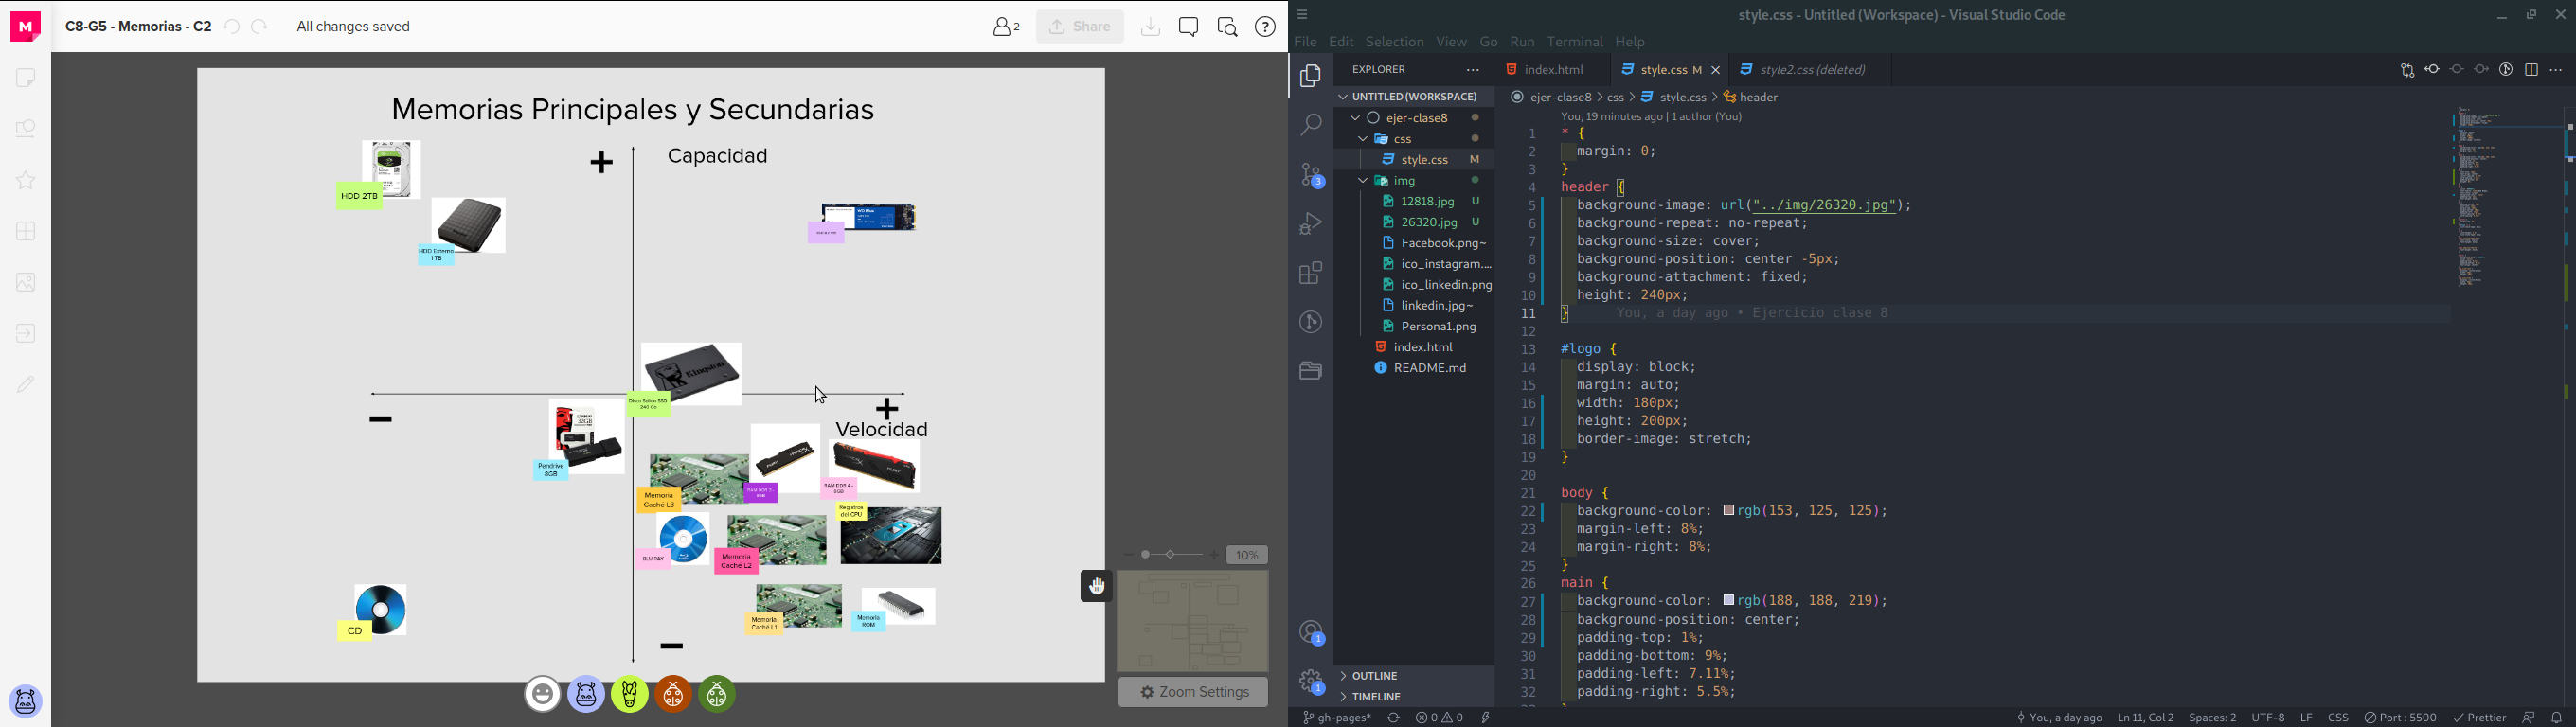 C8-G5 - Memorias - C2
All changes saved
2
Share
Memorias Principales y Secundarias
Capacidad
+
HDD 2TB
HDD Externo
1TB
Disco Sólido SSD
240 Gb
+
Velocidad
Pendrive
8GB
Memoria
Caché L3
Registros
del CPU
BLU RAY
Memoria
Caché L2
Memoria
Caché L1
Memoria
ROM
CD
10%
Zoom Settings
style.css - Untitled (Workspace) - Visual Studio Code
File Edit Selection View Go Run Terminal Help
EXPLORER
index.html
style.css M
style2.css (deleted)
UNTITLED (WORKSPACE)
ejer-clase8
css
style.css M
img
12818.jpg U
26320.jpg U
Facebook.png~
ico_instagram....
ico_linkedin.png
linkedin.jpg~
Persona1.png
index.html
README.md
OUTLINE
TIMELINE
3
1
1
ejer-clase8 > css > style.css > header
You, 19 minutes ago | 1 author (You)
1 * {
2 margin: 0;
3 }
4 header {
5 background-image: url("../img/26320.jpg");
6 background-repeat: no-repeat;
7 background-size: cover;
8 background-position: center -5px;
9 background-attachment: fixed;
10 height: 240px;
11 } You, a day ago • Ejercicio clase 8
12
13 #logo {
14 display: block;
15 margin: auto;
16 width: 180px;
17 height: 200px;
18 border-image: stretch;
19 }
20
21 body {
22 background-color: rgb(153, 125, 125);
23 margin-left: 8%;
24 margin-right: 8%;
25 }
26 main {
27 background-color: rgb(188, 188, 219);
28 background-position: center;
29 padding-top: 1%;
30 padding-bottom: 9%;
31 padding-left: 7.11%;
32 padding-right: 5.5%;
gh-pages* 0 0
You, a day ago Ln 11, Col 2 Spaces: 2 UTF-8 LF CSS Port : 5500 Prettier